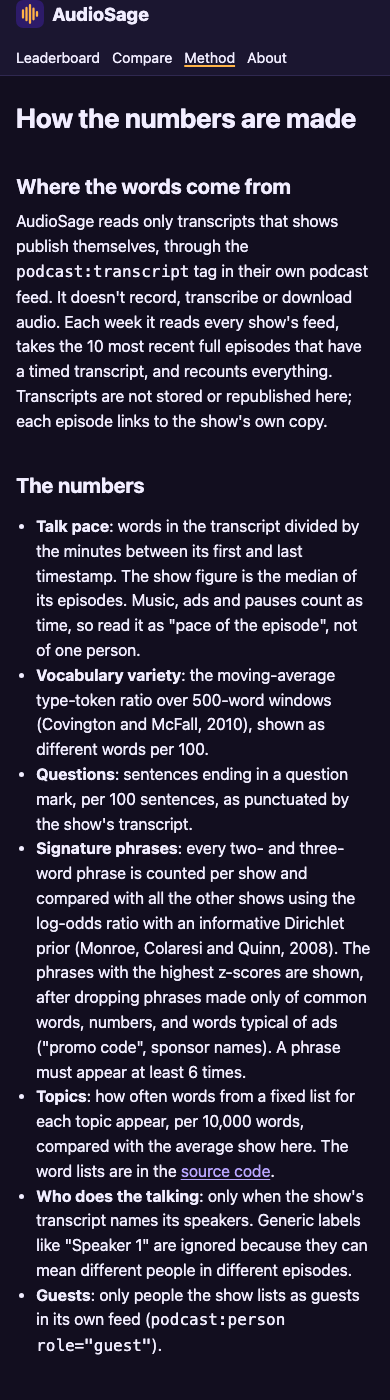 AudioSage
Leaderboard Compare Method About
How the numbers are made
Where the words come from
AudioSage reads only transcripts that shows
publish themselves, through the
podcast:transcript tag in their own podcast
feed. It doesn't record, transcribe or download
audio. Each week it reads every show's feed,
takes the 10 most recent full episodes that have
a timed transcript, and recounts everything.
Transcripts are not stored or republished here;
each episode links to the show's own copy.
The numbers
• Talk pace: words in the transcript divided by
the minutes between its first and last
timestamp. The show figure is the median of
its episodes. Music, ads and pauses count as
time, so read it as "pace of the episode", not
of one person.
• Vocabulary variety: the moving-average
type-token ratio over 500-word windows
(Covington and McFall, 2010), shown as
different words per 100.
• Questions: sentences ending in a question
mark, per 100 sentences, as punctuated by
the show's transcript.
• Signature phrases: every two- and three-
word phrase is counted per show and
compared with all the other shows using the
log-odds ratio with an informative Dirichlet
prior (Monroe, Colaresi and Quinn, 2008). The
phrases with the highest z-scores are shown,
after dropping phrases made only of common
words, numbers, and words typical of ads
("promo code", sponsor names). A phrase
must appear at least 6 times.
• Topics: how often words from a fixed list for
each topic appear, per 10,000 words,
compared with the average show here. The
word lists are in the source code.
• Who does the talking: only when the show's
transcript names its speakers. Generic labels
like "Speaker 1" are ignored because they can
mean different people in different episodes.
• Guests: only people the show lists as guests
in its own feed (podcast:person
role="guest").